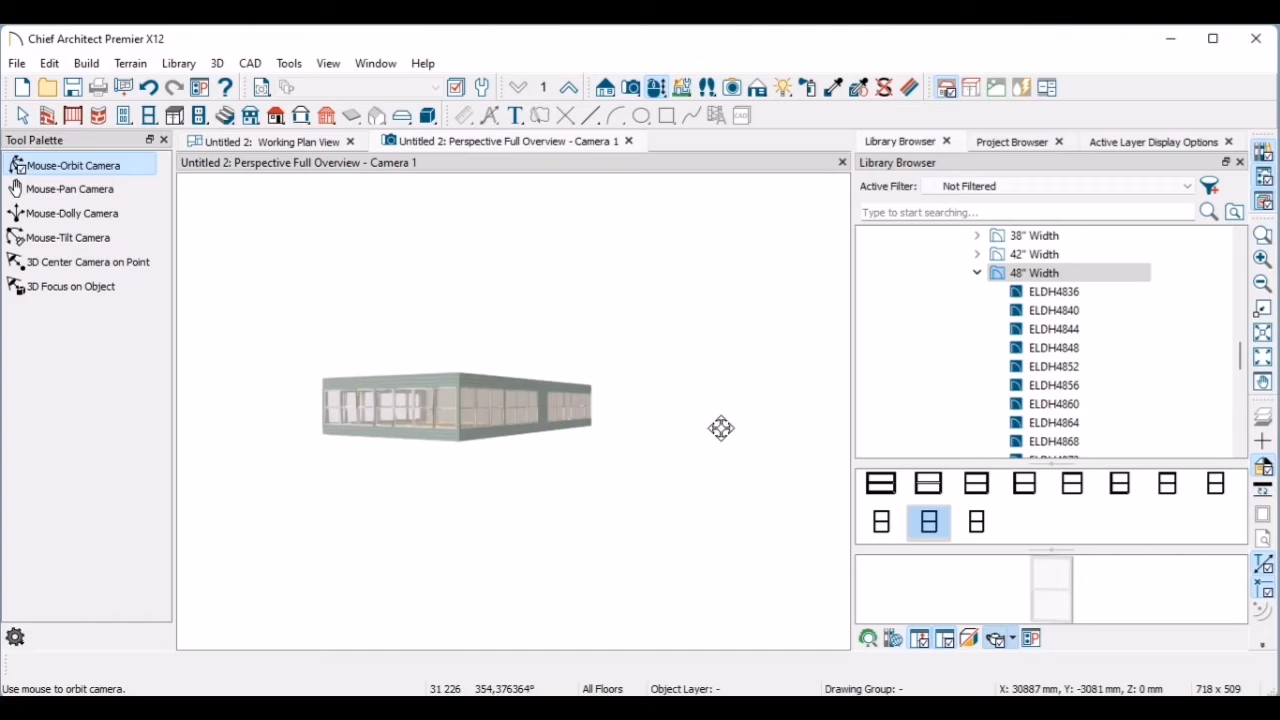 Chief Architect Premier X12
File Edit Build Terrain Library 3D CAD Tools View Window Help
1
Tool Palette
Untitled 2: Working Plan View
Untitled 2: Perspective Full Overview - Camera 1
Library Browser
Project Browser
Active Layer Display Options
Untitled 2: Perspective Full Overview - Camera 1
Library Browser
Mouse-Orbit Camera
Mouse-Pan Camera
Mouse-Dolly Camera
Mouse-Tilt Camera
3D Center Camera on Point
3D Focus on Object
Active Filter: Not Filtered
Type to start searching...
38" Width
42" Width
48" Width
ELDH4836
ELDH4840
ELDH4844
ELDH4848
ELDH4852
ELDH4856
ELDH4860
ELDH4864
ELDH4868
Use mouse to orbit camera.
31 226 354,376364° All Floors Object Layer: - Drawing Group: - X: 30887 mm, Y: -3081 mm, Z: 0 mm 718 x 509